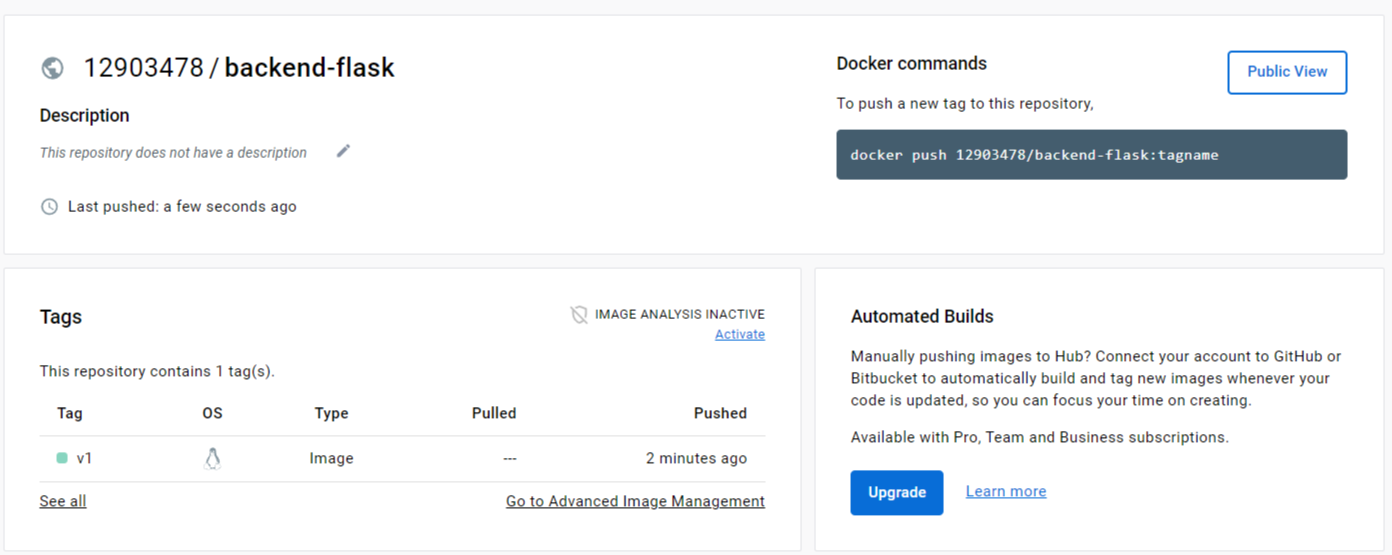 12903478 / backend-flask
Description
This repository does not have a description
Last pushed: a few seconds ago
Docker commands
Public View
To push a new tag to this repository,
docker push 12903478/backend-flask:tagname
Tags
IMAGE ANALYSIS INACTIVE
Activate
This repository contains 1 tag(s).
Tag OS Type Pulled Pushed
v1 Image --- 2 minutes ago
See all Go to Advanced Image Management
Automated Builds
Manually pushing images to Hub? Connect your account to GitHub or
Bitbucket to automatically build and tag new images whenever your
code is updated, so you can focus your time on creating.
Available with Pro, Team and Business subscriptions.
Upgrade Learn more